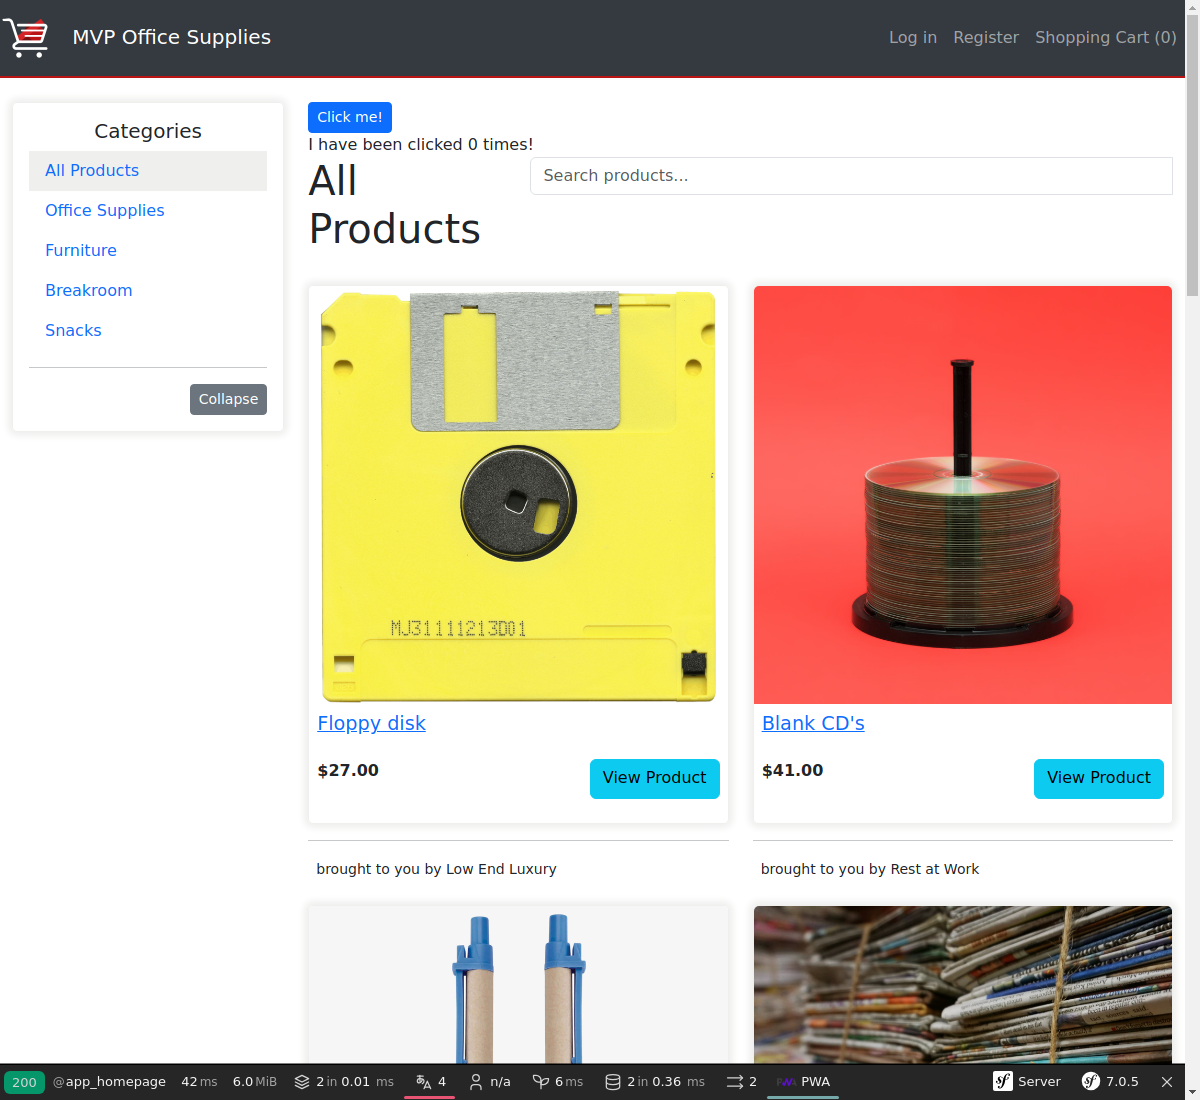 MVP Office Supplies
Log in Register Shopping Cart (0)
Categories
All Products
Office Supplies
Furniture
Breakroom
Snacks
Collapse
Click me!
I have been clicked 0 times!
All
Products
Search products...
MJ31111213D01
Floppy disk
$27.00
View Product
brought to you by Low End Luxury
Blank CD's
$41.00
View Product
brought to you by Rest at Work
200 @app_homepage 42 ms 6.0 MiB 2 in 0.01 ms 4 n/a 6 ms 2 in 0.36 ms 2 PWA PWA Server 7.0.5